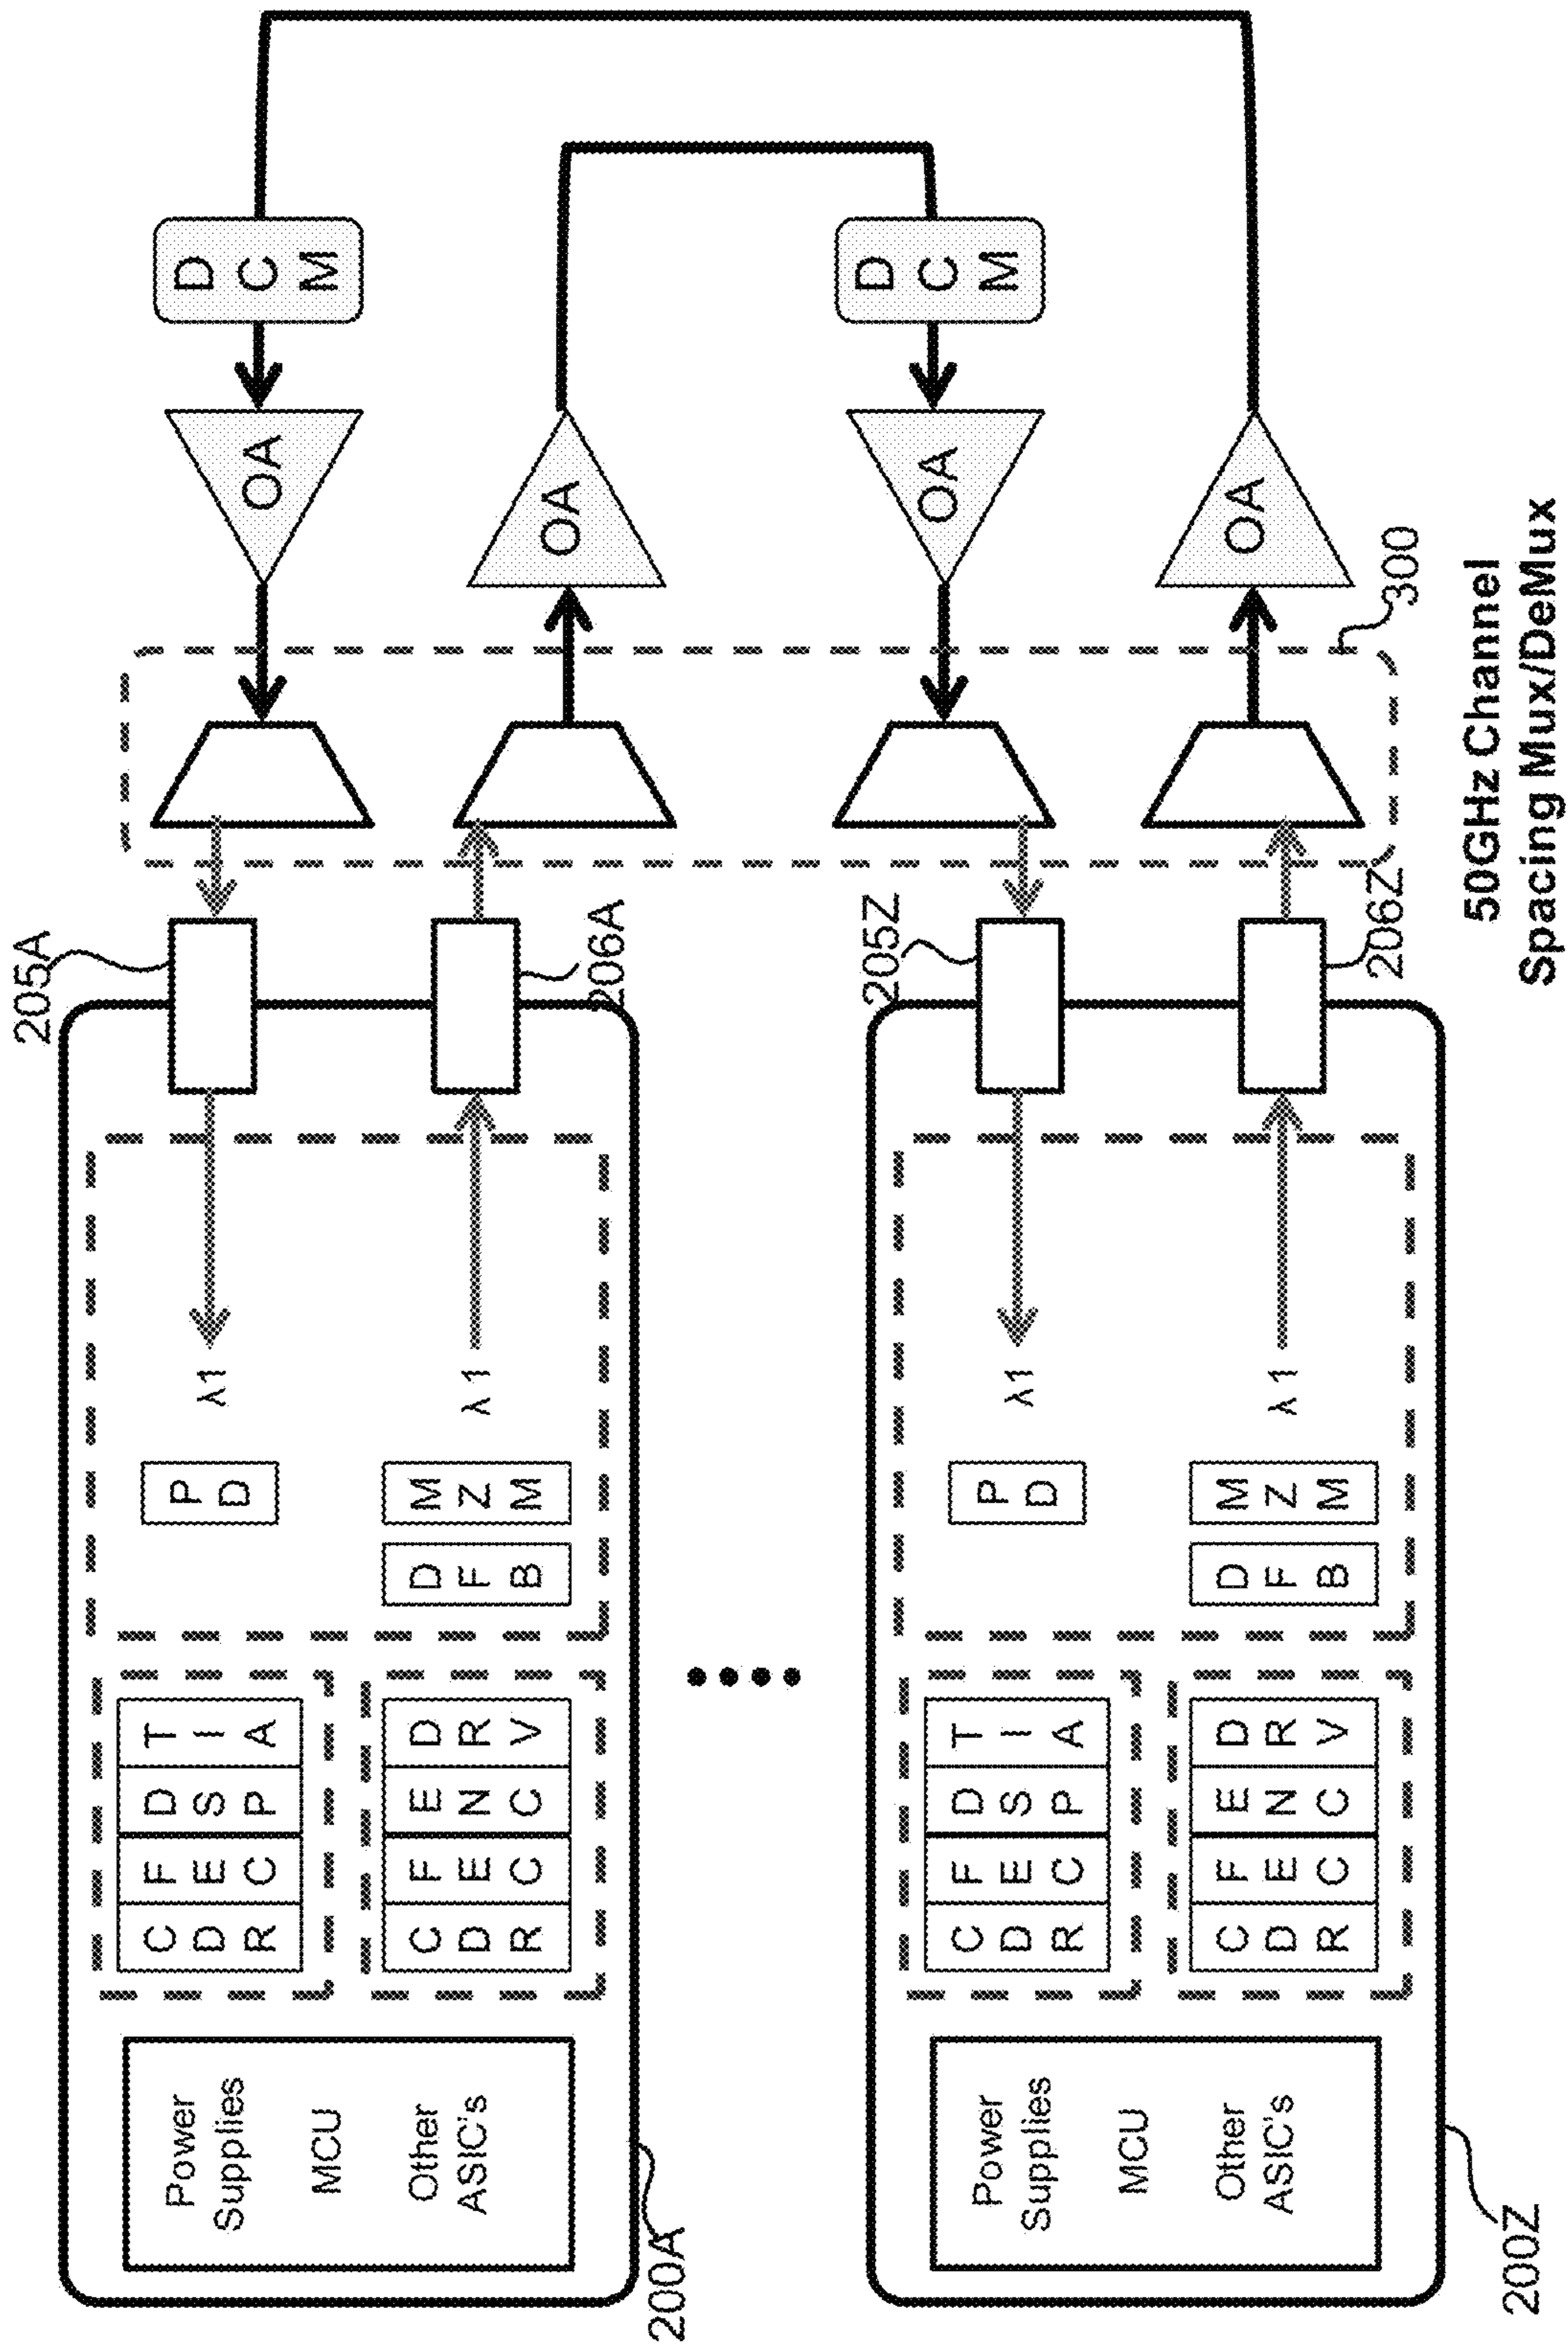 200A
Power
Supplies
MCU
Other
ASIC's
CDR
FEC
DSP
TIA
CDR
FEC
ENC
DRV
PD
DFB
MZM
λ1
λ1
205A
206A
OA
DCM
OA
200Z
Power
Supplies
MCU
Other
ASIC's
CDR
FEC
DSP
TIA
CDR
FEC
ENC
DRV
PD
DFB
MZM
λ1
λ1
205Z
206Z
OA
DCM
OA
300
50GHz Channel
Spacing Mux/DeMux